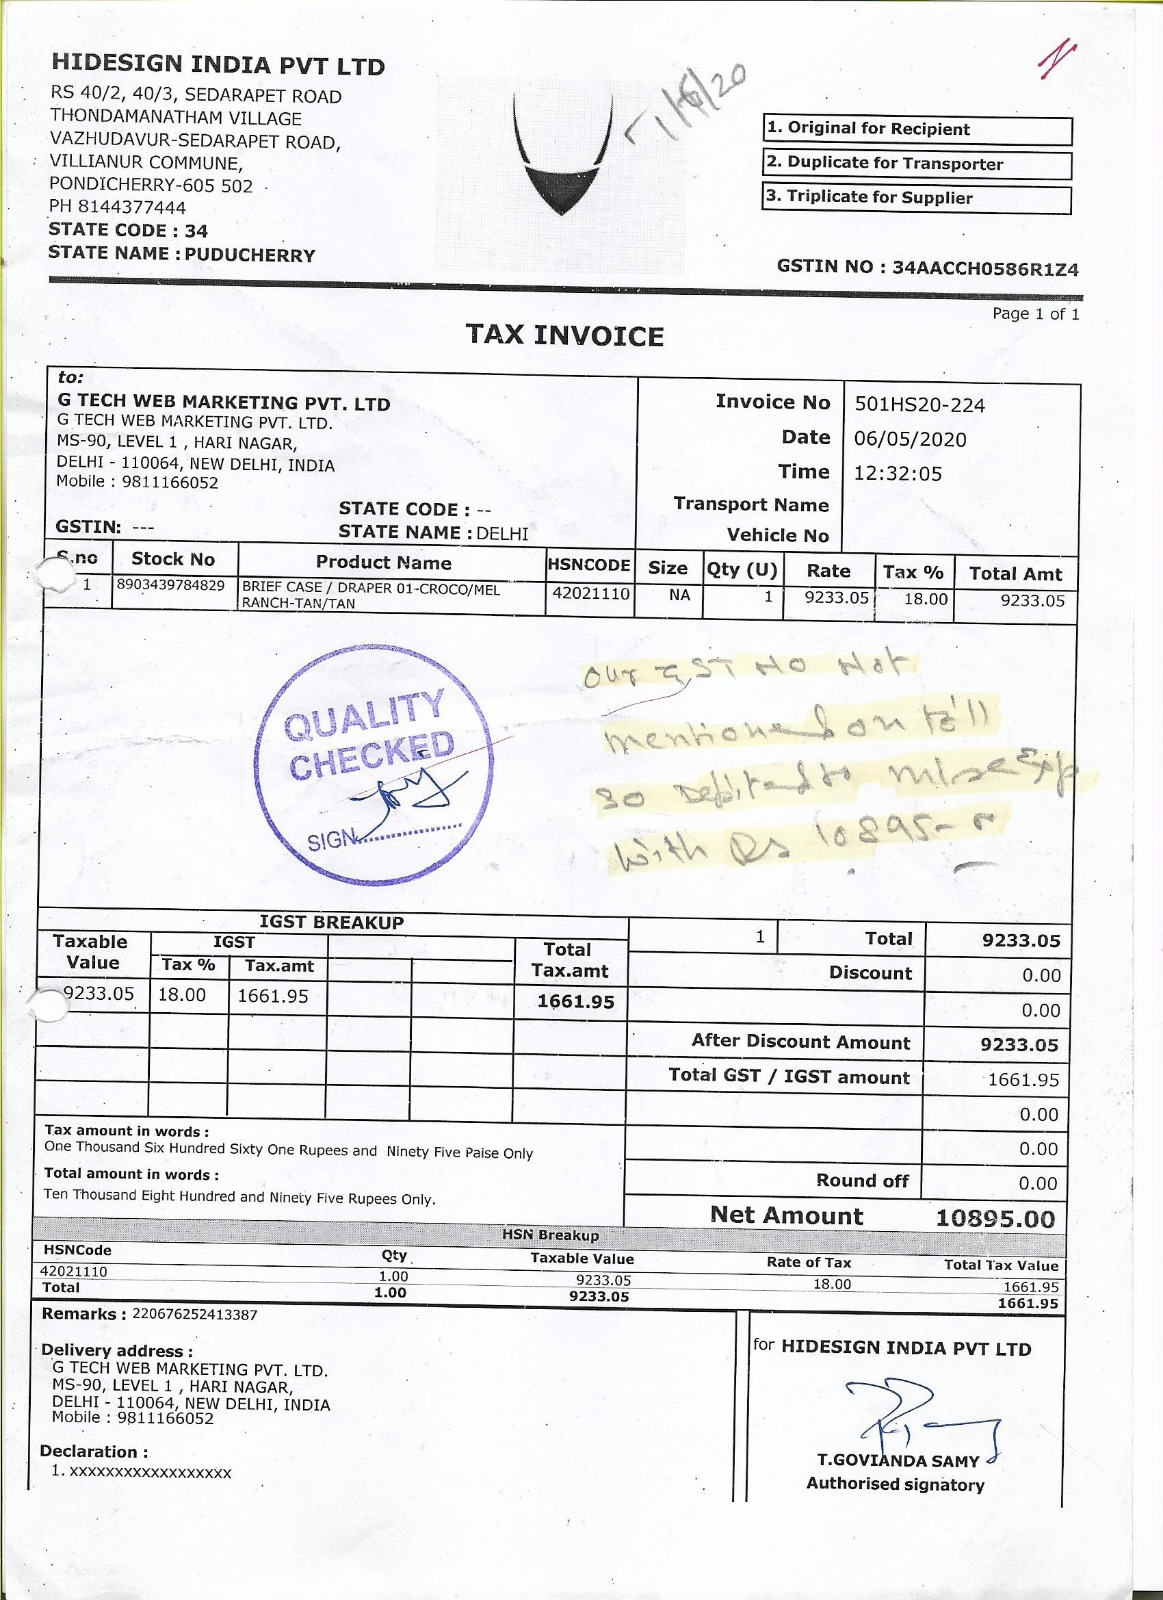 HIDESIGN INDIA PVT LTD
RS 40/2, 40/3, SEDARAPET ROAD
THONDAMANATHAM VILLAGE
VAZHUDAVUR-SEDARAPET ROAD,
VILLIANUR COMMUNE,
PONDICHERRY-605 502
PH 8144377444
STATE CODE : 34
STATE NAME : PUDUCHERRY
1. Original for Recipient
2. Duplicate for Transporter
3. Triplicate for Supplier
GSTIN NO : 34AACCH0586R1Z4
Page 1 of 1
TAX INVOICE
to:
G TECH WEB MARKETING PVT. LTD
G TECH WEB MARKETING PVT. LTD.
MS-90, LEVEL 1 , HARI NAGAR,
DELHI - 110064, NEW DELHI, INDIA
Mobile : 9811166052
STATE CODE : --
GSTIN: --- STATE NAME : DELHI
Invoice No 501HS20-224
Date 06/05/2020
Time 12:32:05
Transport Name
Vehicle No
S.no Stock No Product Name HSNCODE Size Qty (U) Rate Tax % Total Amt
1 8903439784829 BRIEF CASE / DRAPER 01-CROCO/MEL 42021110 NA 1 9233.05 18.00 9233.05
RANCH-TAN/TAN
QUALITY
CHECKED
SIGN
our GST NO Not
mentioned on bill
so Debited to misc Exp
with Rs 10895-
IGST BREAKUP
Taxable Value IGST Total Tax.amt
Tax % Tax.amt
9233.05 18.00 1661.95 1661.95
1 Total 9233.05
Discount 0.00
0.00
After Discount Amount 9233.05
Total GST / IGST amount 1661.95
0.00
0.00
Round off 0.00
Net Amount 10895.00
Tax amount in words :
One Thousand Six Hundred Sixty One Rupees and Ninety Five Paise Only
Total amount in words :
Ten Thousand Eight Hundred and Ninety Five Rupees Only.
HSN Breakup
HSNCode Qty Taxable Value Rate of Tax Total Tax Value
42021110 1.00 9233.05 18.00 1661.95
Total 1.00 9233.05 1661.95
Remarks : 220676252413387
Delivery address :
G TECH WEB MARKETING PVT. LTD.
MS-90, LEVEL 1 , HARI NAGAR,
DELHI - 110064, NEW DELHI, INDIA
Mobile : 9811166052
Declaration :
1. xxxxxxxxxxxxxxxxxx
for HIDESIGN INDIA PVT LTD
T.GOVIANDA SAMY
Authorised signatory